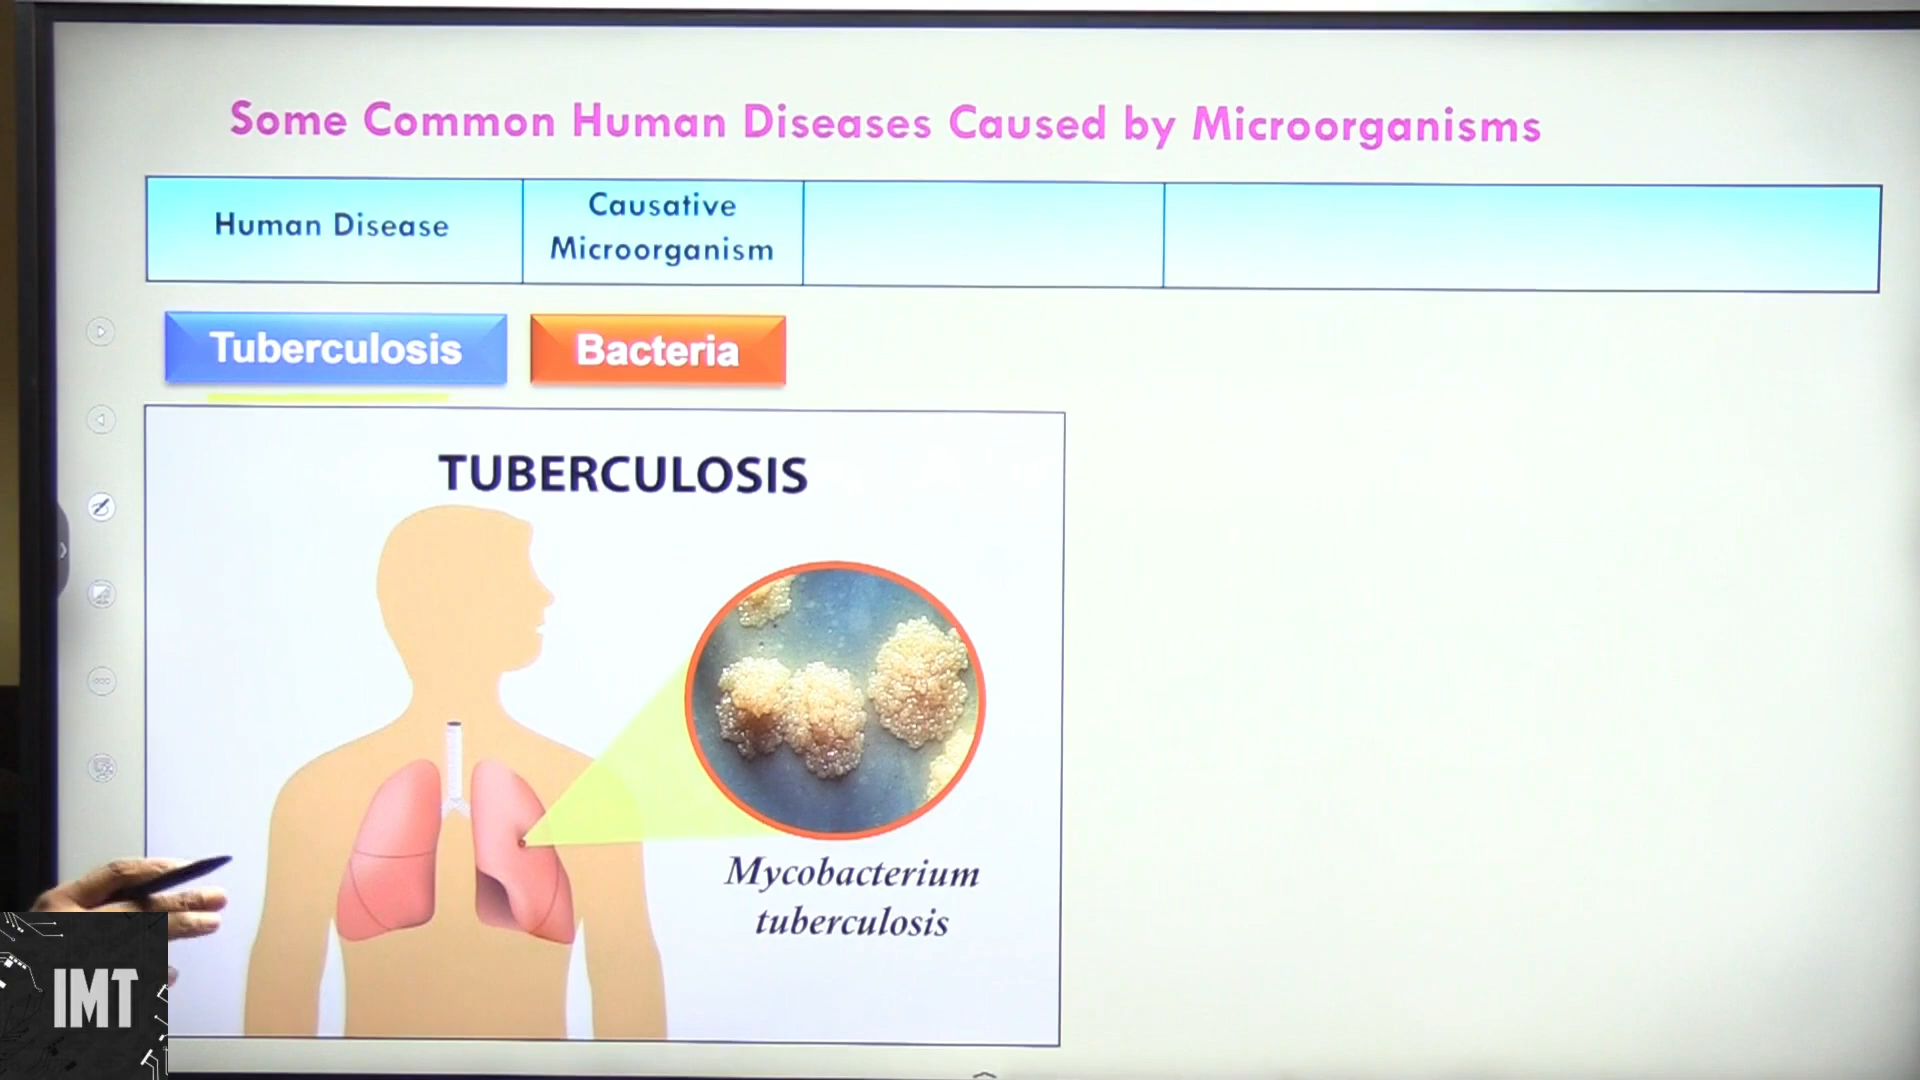 Some Common Human Diseases Caused by Microorganisms
Human Disease
Causative
Microorganism
Tuberculosis
Bacteria
TUBERCULOSIS
Mycobacterium
tuberculosis
IMT